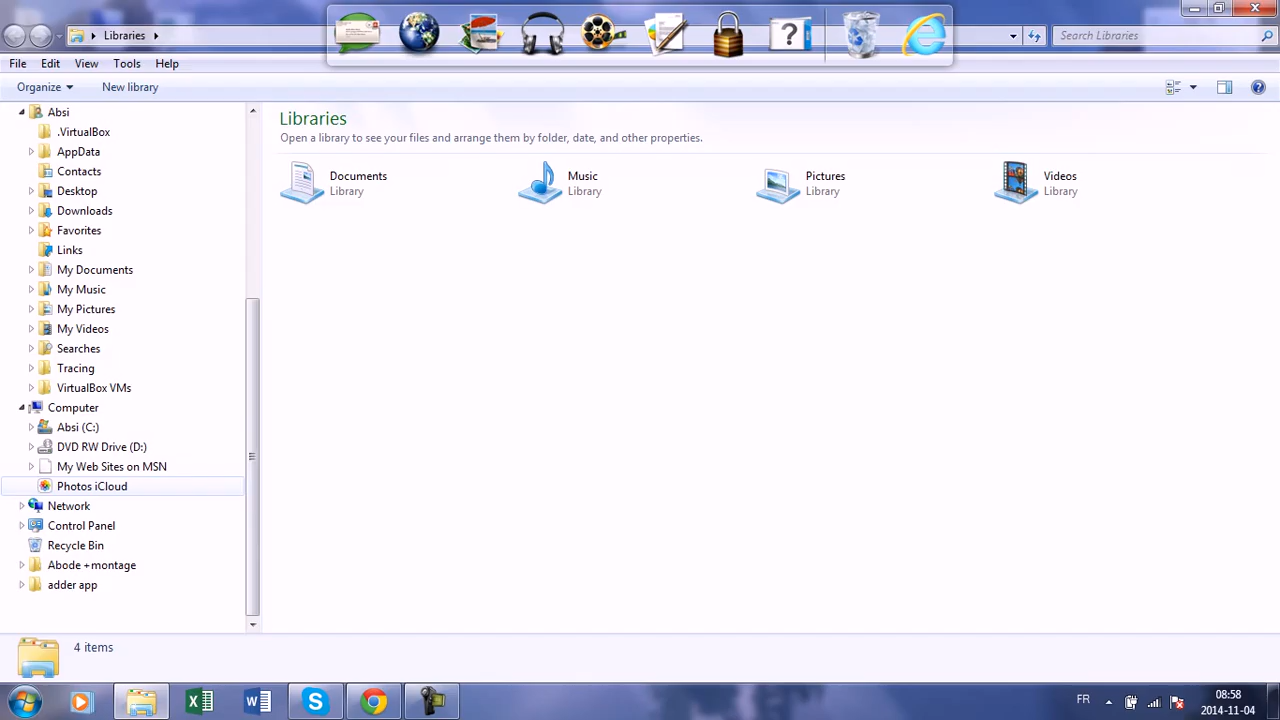 Libraries
Search Libraries
File Edit View Tools Help
Organize New library
Absi
.VirtualBox
AppData
Contacts
Desktop
Downloads
Favorites
Links
My Documents
My Music
My Pictures
My Videos
Searches
Tracing
VirtualBox VMs
Computer
Absi (C:)
DVD RW Drive (D:)
My Web Sites on MSN
Photos iCloud
Network
Control Panel
Recycle Bin
Abode +montage
adder app
Libraries
Open a library to see your files and arrange them by folder, date, and other properties.
Documents
Library
Music
Library
Pictures
Library
Videos
Library
4 items
FR
08:58
2014-11-04